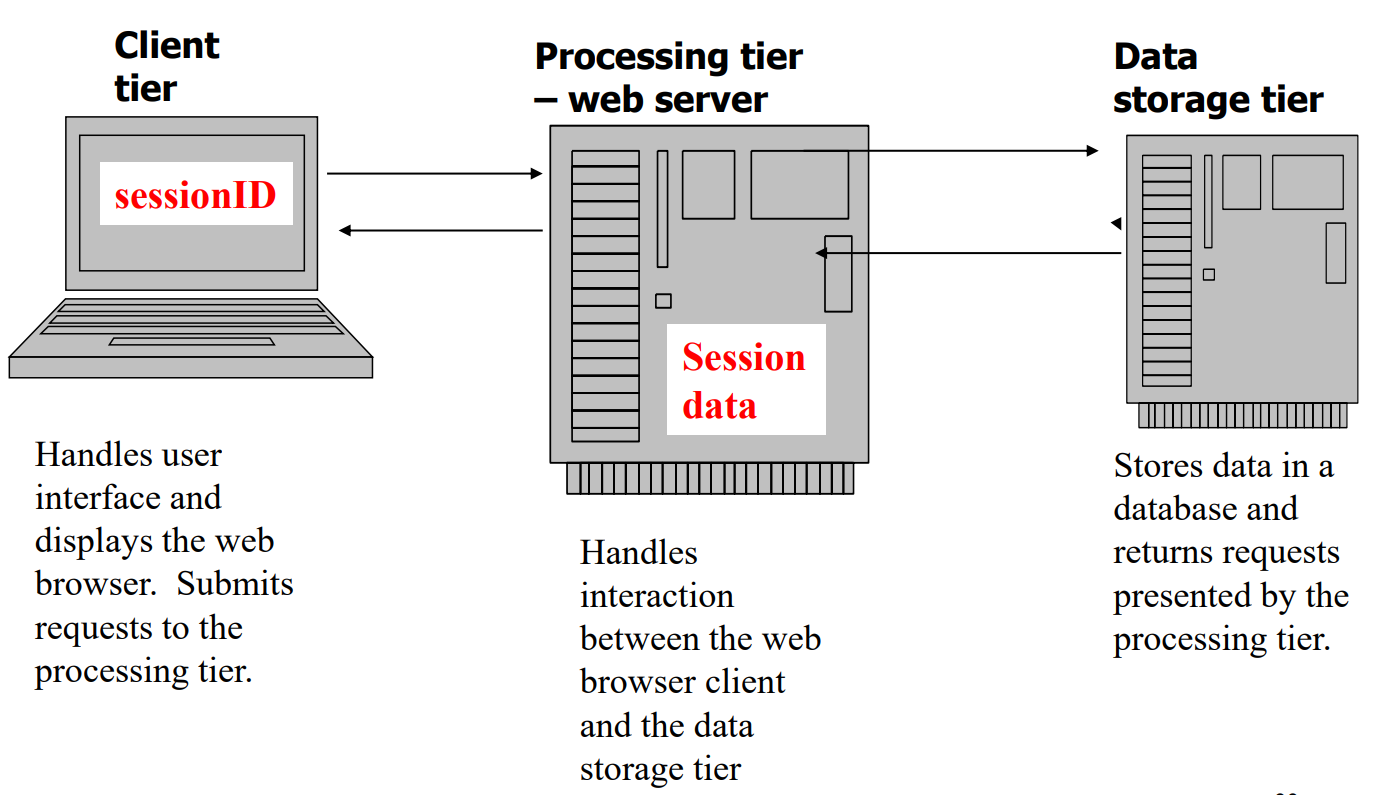 Client
tier
Processing tier
– web server
Data
storage tier
sessionID
Session
data
Handles user
interface and
displays the web
browser.  Submits
requests to the
processing tier.
Handles
interaction
between the web
browser client
and the data
storage tier
Stores data in a
database and
returns requests
presented by the
processing tier.